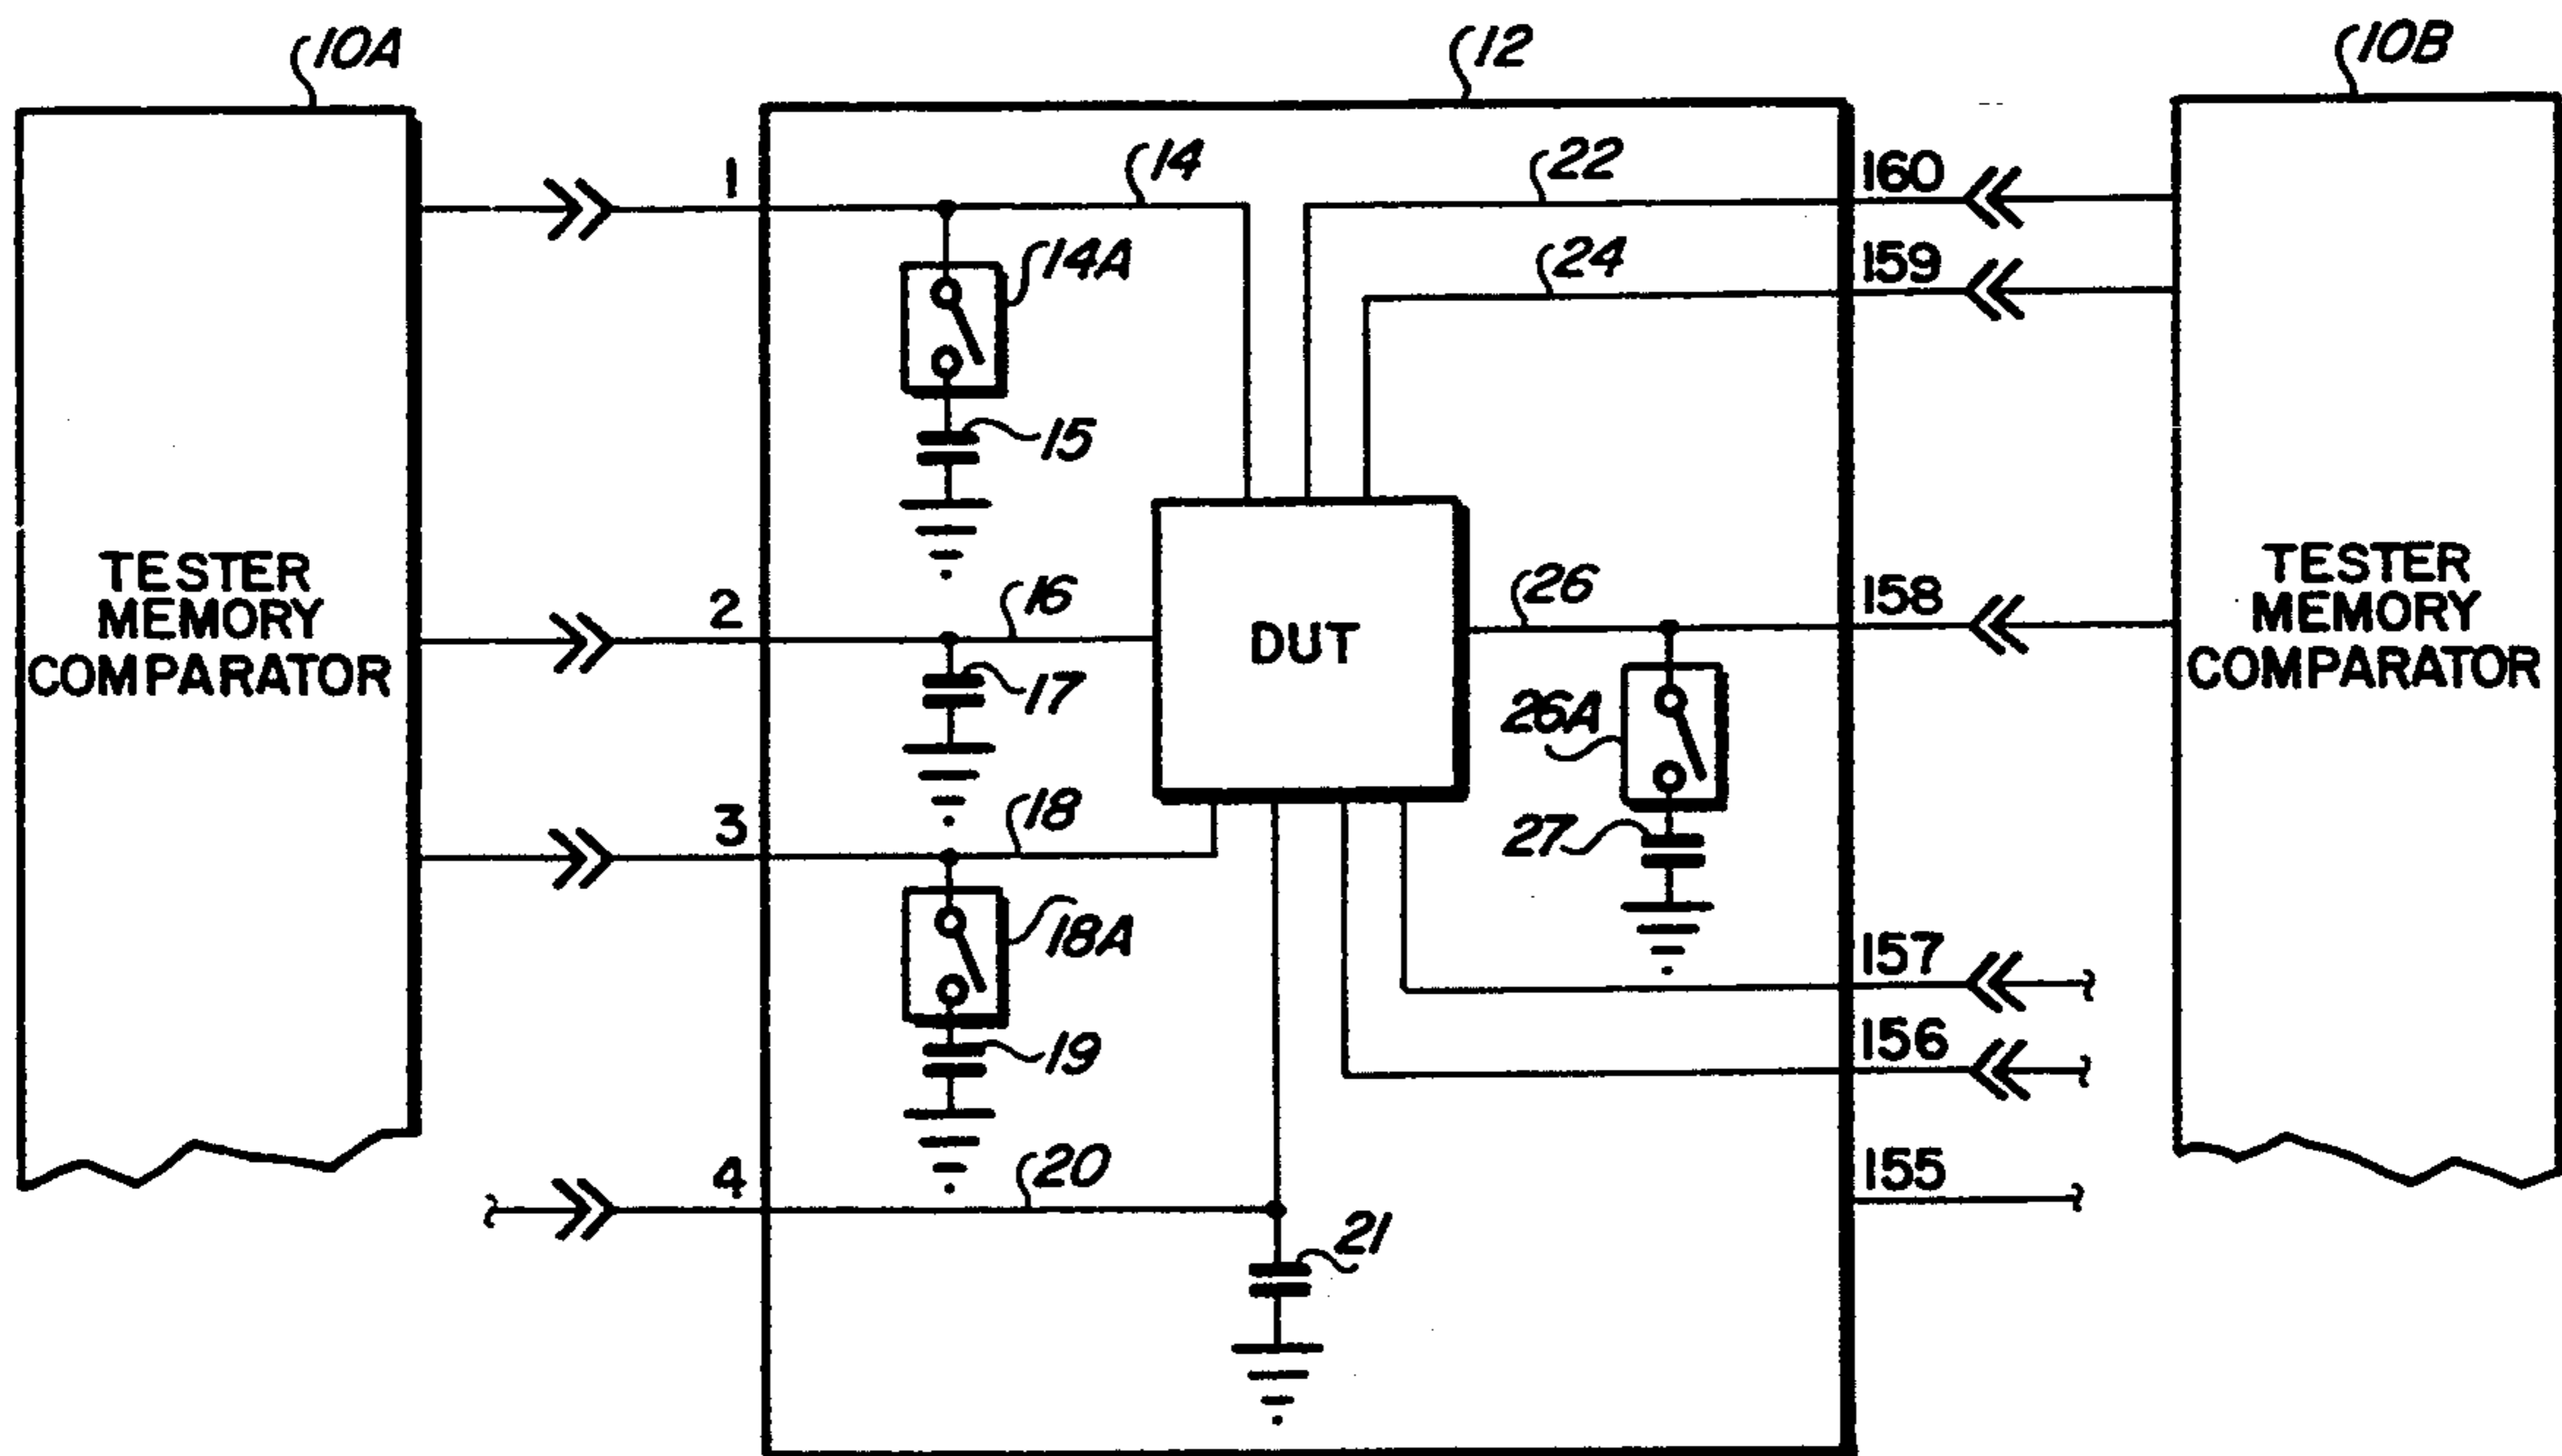 10A
12
10B
1
14
22
160
24
159
14A
15
TESTER
MEMORY
COMPARATOR
2
16
DUT
26
158
TESTER
MEMORY
COMPARATOR
17
26A
3
18
27
18A
157
19
156
4
20
155
21